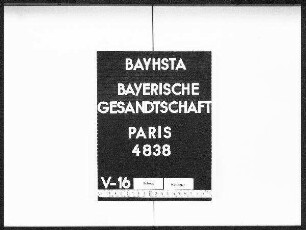 BAYHSTA
BAYERISCHE
GESANDTSCHAFT
PARIS
4838
V-16